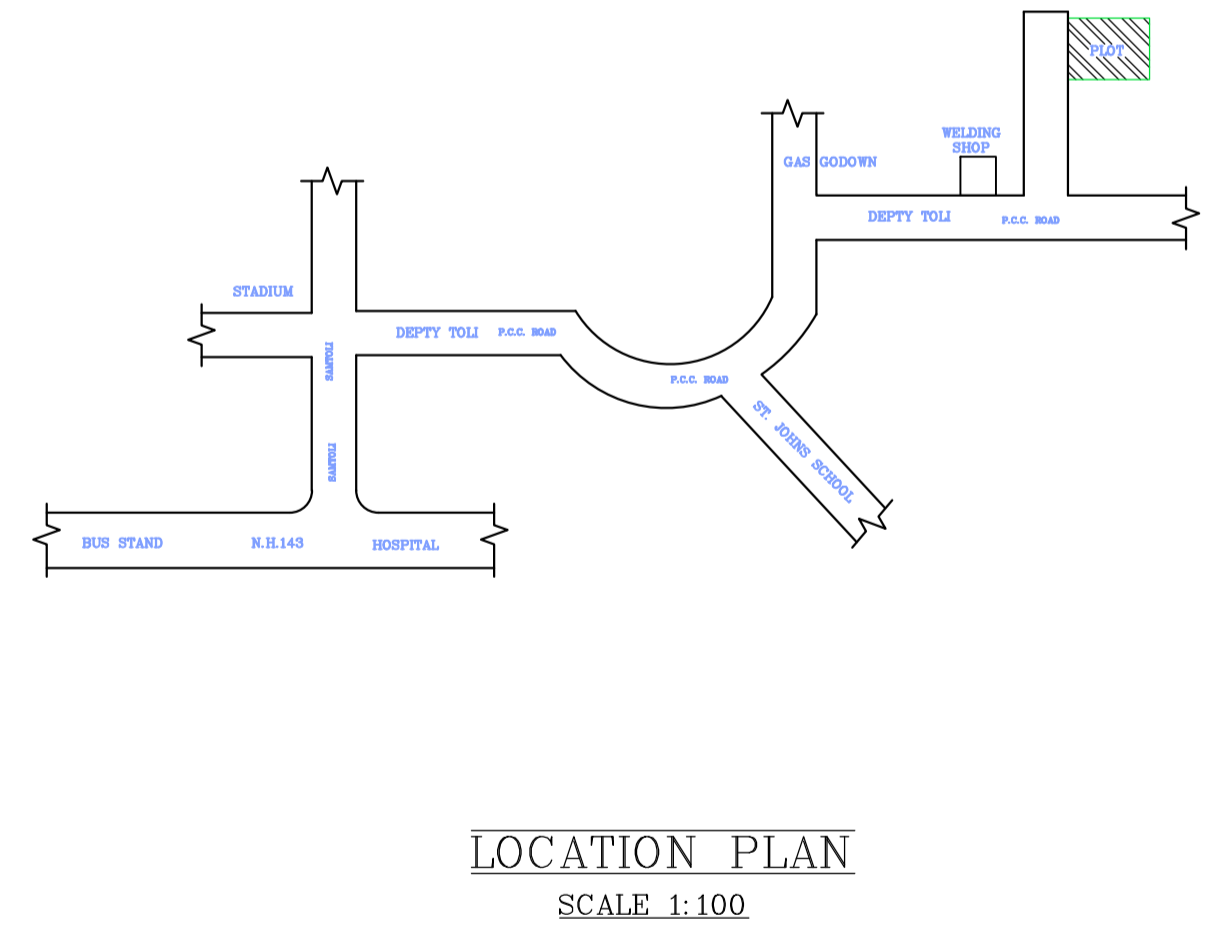 PLOT
WELDING
SHOP
GAS GODOWN
DEPTY TOLI
P.C.C. ROAD
STADIUM
DEPTY TOLI
P.C.C. ROAD
SAMTOLI
P.C.C. ROAD
ST. JOHNS SCHOOL
SAMTOLI
BUS STAND
N.H.143
HOSPITAL
LOCATION PLAN
SCALE 1:100